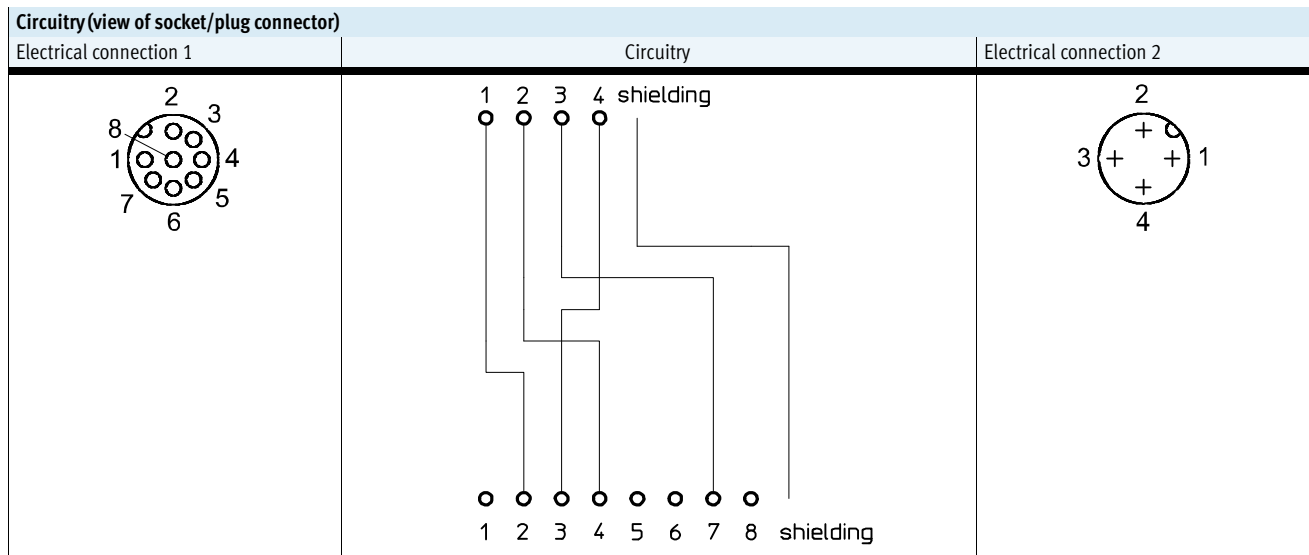 Circuitry (view of socket/plug connector)
Electrical connection 1 Circuitry Electrical connection 2
2
8 3
1 4
7 5
6
1 2 3 4 shielding
1 2 3 4 5 6 7 8 shielding
2
3 1
4